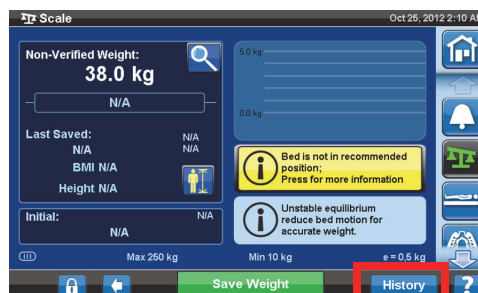 Scale
Oct 25, 2012 2:10 A
Non-Verified Weight:
38.0 kg
N/A
Last Saved:
N/A
N/A
N/A
BMI N/A
Height N/A
Initial:
N/A
N/A
5.0 kg
0.0 kg
Bed is not in recommended
position;
Press for more information
Unstable equilibrium
reduce bed motion for
accurate weight.
Max 250 kg
Min 10 kg
e = 0,5 kg
Save Weight
History
?